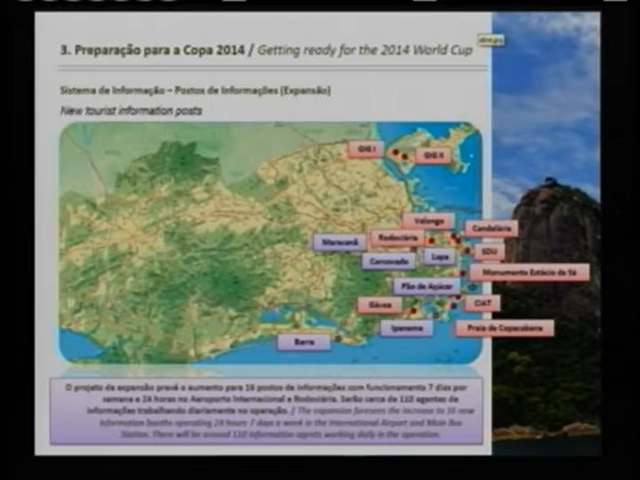 3. Preparação para a Copa 2014 / Getting ready for the 2014 World Cup
Sistema de Informação – Postos de Informações (Expansão)
New tourist information posts
GIG I
GIG II
Valongo
Candelária
Maracanã
Rodoviária
SDU
Corcovado
Lapa
Monumento Estácio de Sá
Pão de Açúcar
Gávea
CIAT
Ipanema
Praia de Copacabana
Barra
O projeto de expansão prevê o aumento para 16 postos de informações com funcionamento 7 dias por
semana e 24 horas no Aeroporto Internacional e Rodoviária. Serão cerca de 110 agentes de
informações trabalhando diariamente na operação. / The expansion foresees the increase to 16 new
information booths operating 24 hours 7 days a week in the International Airport and Main Bus
Station. There will be around 110 information agents working daily in the operation.